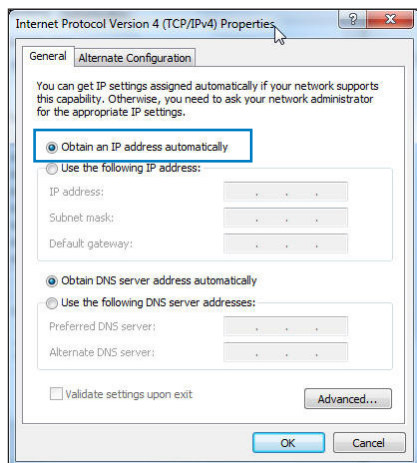 Internet Protocol Version 4 (TCP/IPv4) Properties
General
Alternate Configuration
You can get IP settings assigned automatically if your network supports
this capability. Otherwise, you need to ask your network administrator
for the appropriate IP settings.
Obtain an IP address automatically
Use the following IP address:
IP address:
Subnet mask:
Default gateway:
Obtain DNS server address automatically
Use the following DNS server addresses:
Preferred DNS server:
Alternate DNS server:
Validate settings upon exit
Advanced...
OK
Cancel